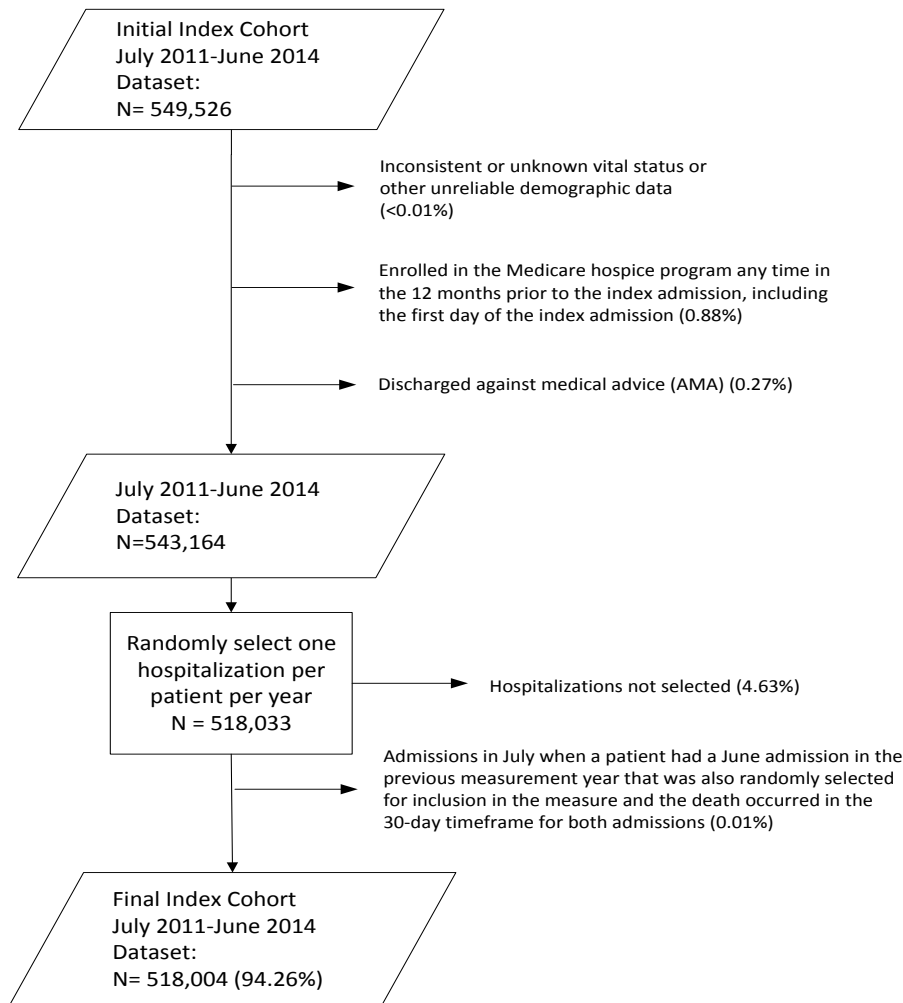 Initial Index Cohort
July 2011-June 2014
Dataset:
N= 549,526
Inconsistent or unknown vital status or
other unreliable demographic data
(<0.01%)
Enrolled in the Medicare hospice program any time in
the 12 months prior to the index admission, including
the first day of the index admission (0.88%)
Discharged against medical advice (AMA) (0.27%)
July 2011-June 2014
Dataset:
N=543,164
Randomly select one
hospitalization per
patient per year
N = 518,033
Hospitalizations not selected (4.63%)
Admissions in July when a patient had a June admission in the
previous measurement year that was also randomly selected
for inclusion in the measure and the death occurred in the
30-day timeframe for both admissions (0.01%)
Final Index Cohort
July 2011-June 2014
Dataset:
N= 518,004 (94.26%)